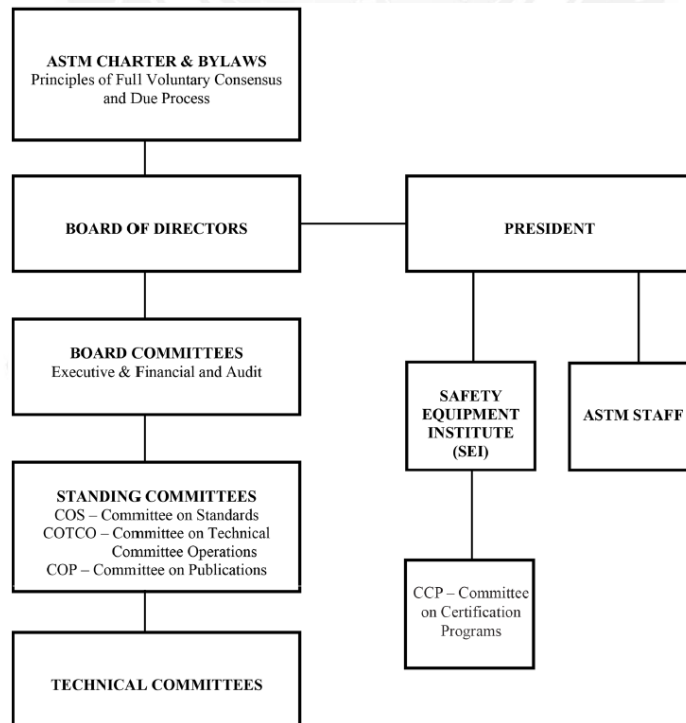 ASTM CHARTER & BYLAWS
Principles of Full Voluntary Consensus
and Due Process
BOARD OF DIRECTORS
PRESIDENT
BOARD COMMITTEES
Executive & Financial and Audit
SAFETY
EQUIPMENT
INSTITUTE
(SEI)
ASTM STAFF
STANDING COMMITTEES
COS – Committee on Standards
COTCO – Committee on Technical
Committee Operations
COP – Committee on Publications
CCP – Committee
on Certification
Programs
TECHNICAL COMMITTEES